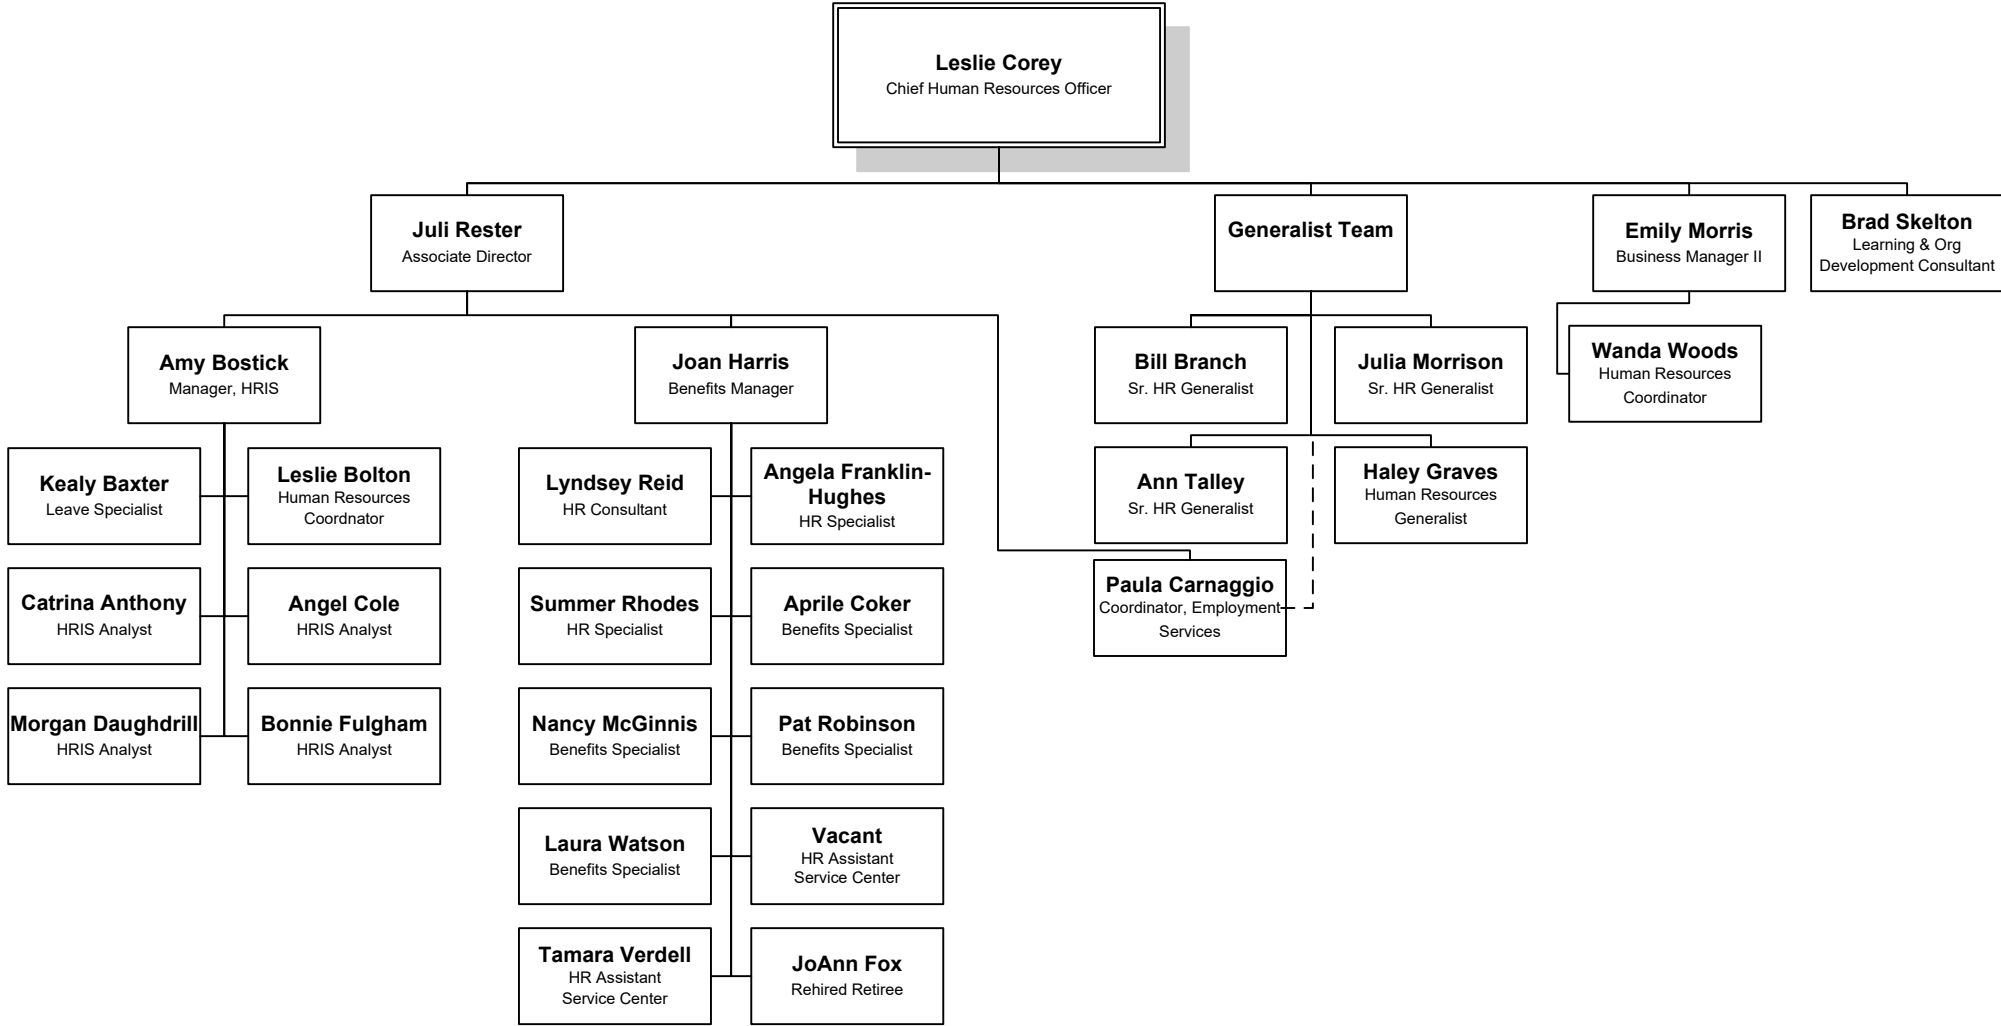 Leslie Corey
Chief Human Resources Officer
Juli Rester
Associate Director
Generalist Team
Emily Morris
Business Manager II
Brad Skelton
Learning & Org
Development Consultant
Amy Bostick
Manager, HRIS
Joan Harris
Benefits Manager
Bill Branch
Sr. HR Generalist
Julia Morrison
Sr. HR Generalist
Wanda Woods
Human Resources
Coordinator
Kealy Baxter
Leave Specialist
Leslie Bolton
Human Resources
Coordnator
Lyndsey Reid
HR Consultant
Angela Franklin-
Hughes
HR Specialist
Ann Talley
Sr. HR Generalist
Haley Graves
Human Resources
Generalist
Catrina Anthony
HRIS Analyst
Angel Cole
HRIS Analyst
Summer Rhodes
HR Specialist
Aprile Coker
Benefits Specialist
Paula Carnaggio
Coordinator, Employment
Services
Morgan Daughdrill
HRIS Analyst
Bonnie Fulgham
HRIS Analyst
Nancy McGinnis
Benefits Specialist
Pat Robinson
Benefits Specialist
Laura Watson
Benefits Specialist
Vacant
HR Assistant
Service Center
Tamara Verdell
HR Assistant
Service Center
JoAnn Fox
Rehired Retiree